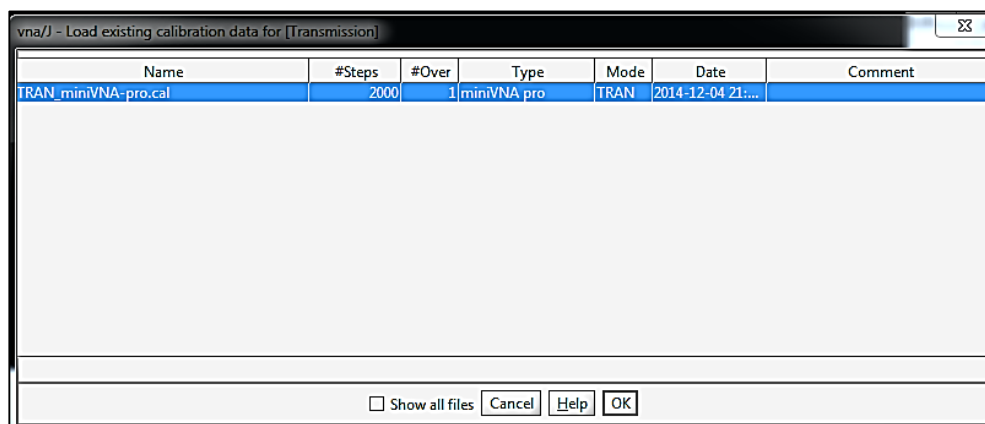 vna/J - Load existing calibration data for [Transmission]
Name #Steps #Over Type Mode Date Comment
TRAN_miniVNA-pro.cal 2000 1 miniVNA pro TRAN 2014-12-04 21:...
Show all files Cancel Help OK